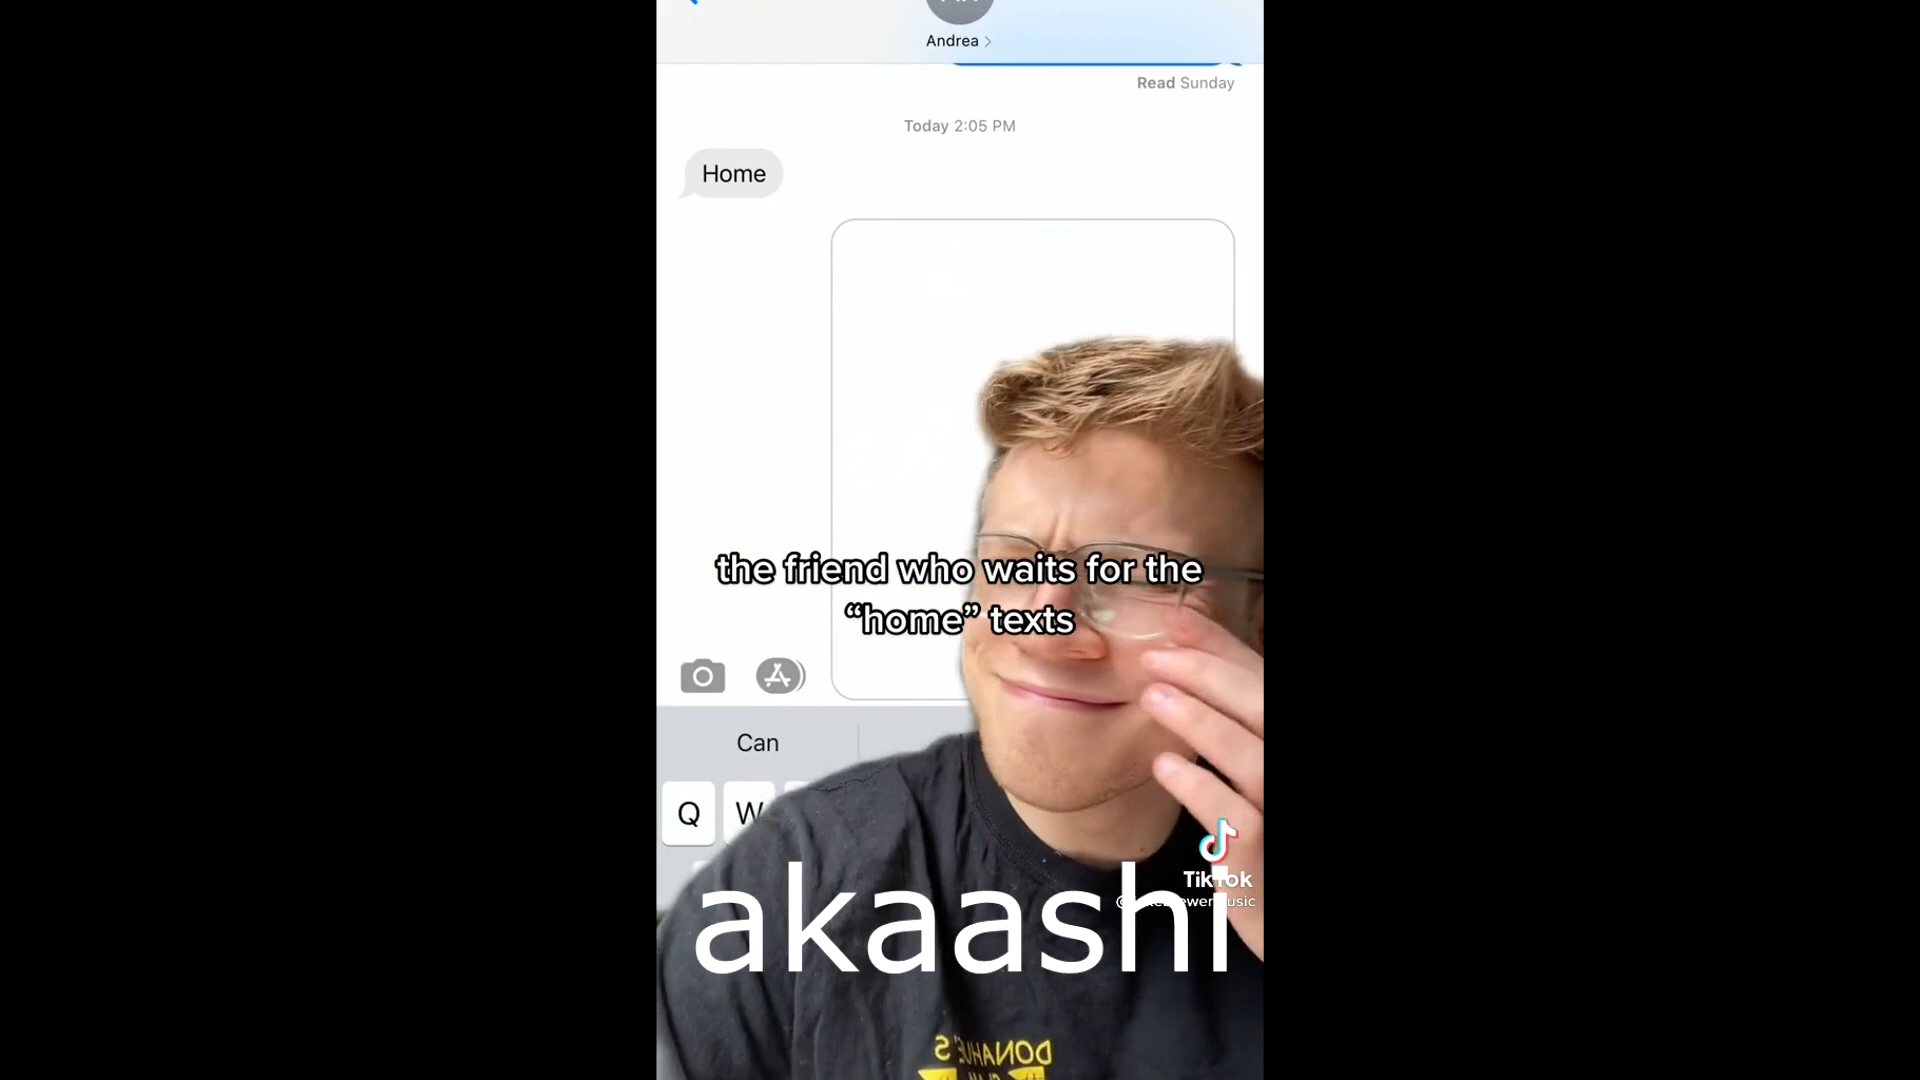 Andrea
Read Sunday
Today 2:05 PM
Home
the friend who waits for the
“home” texts
Can
Q W
TikTok
akaashi
DONAHUE'S